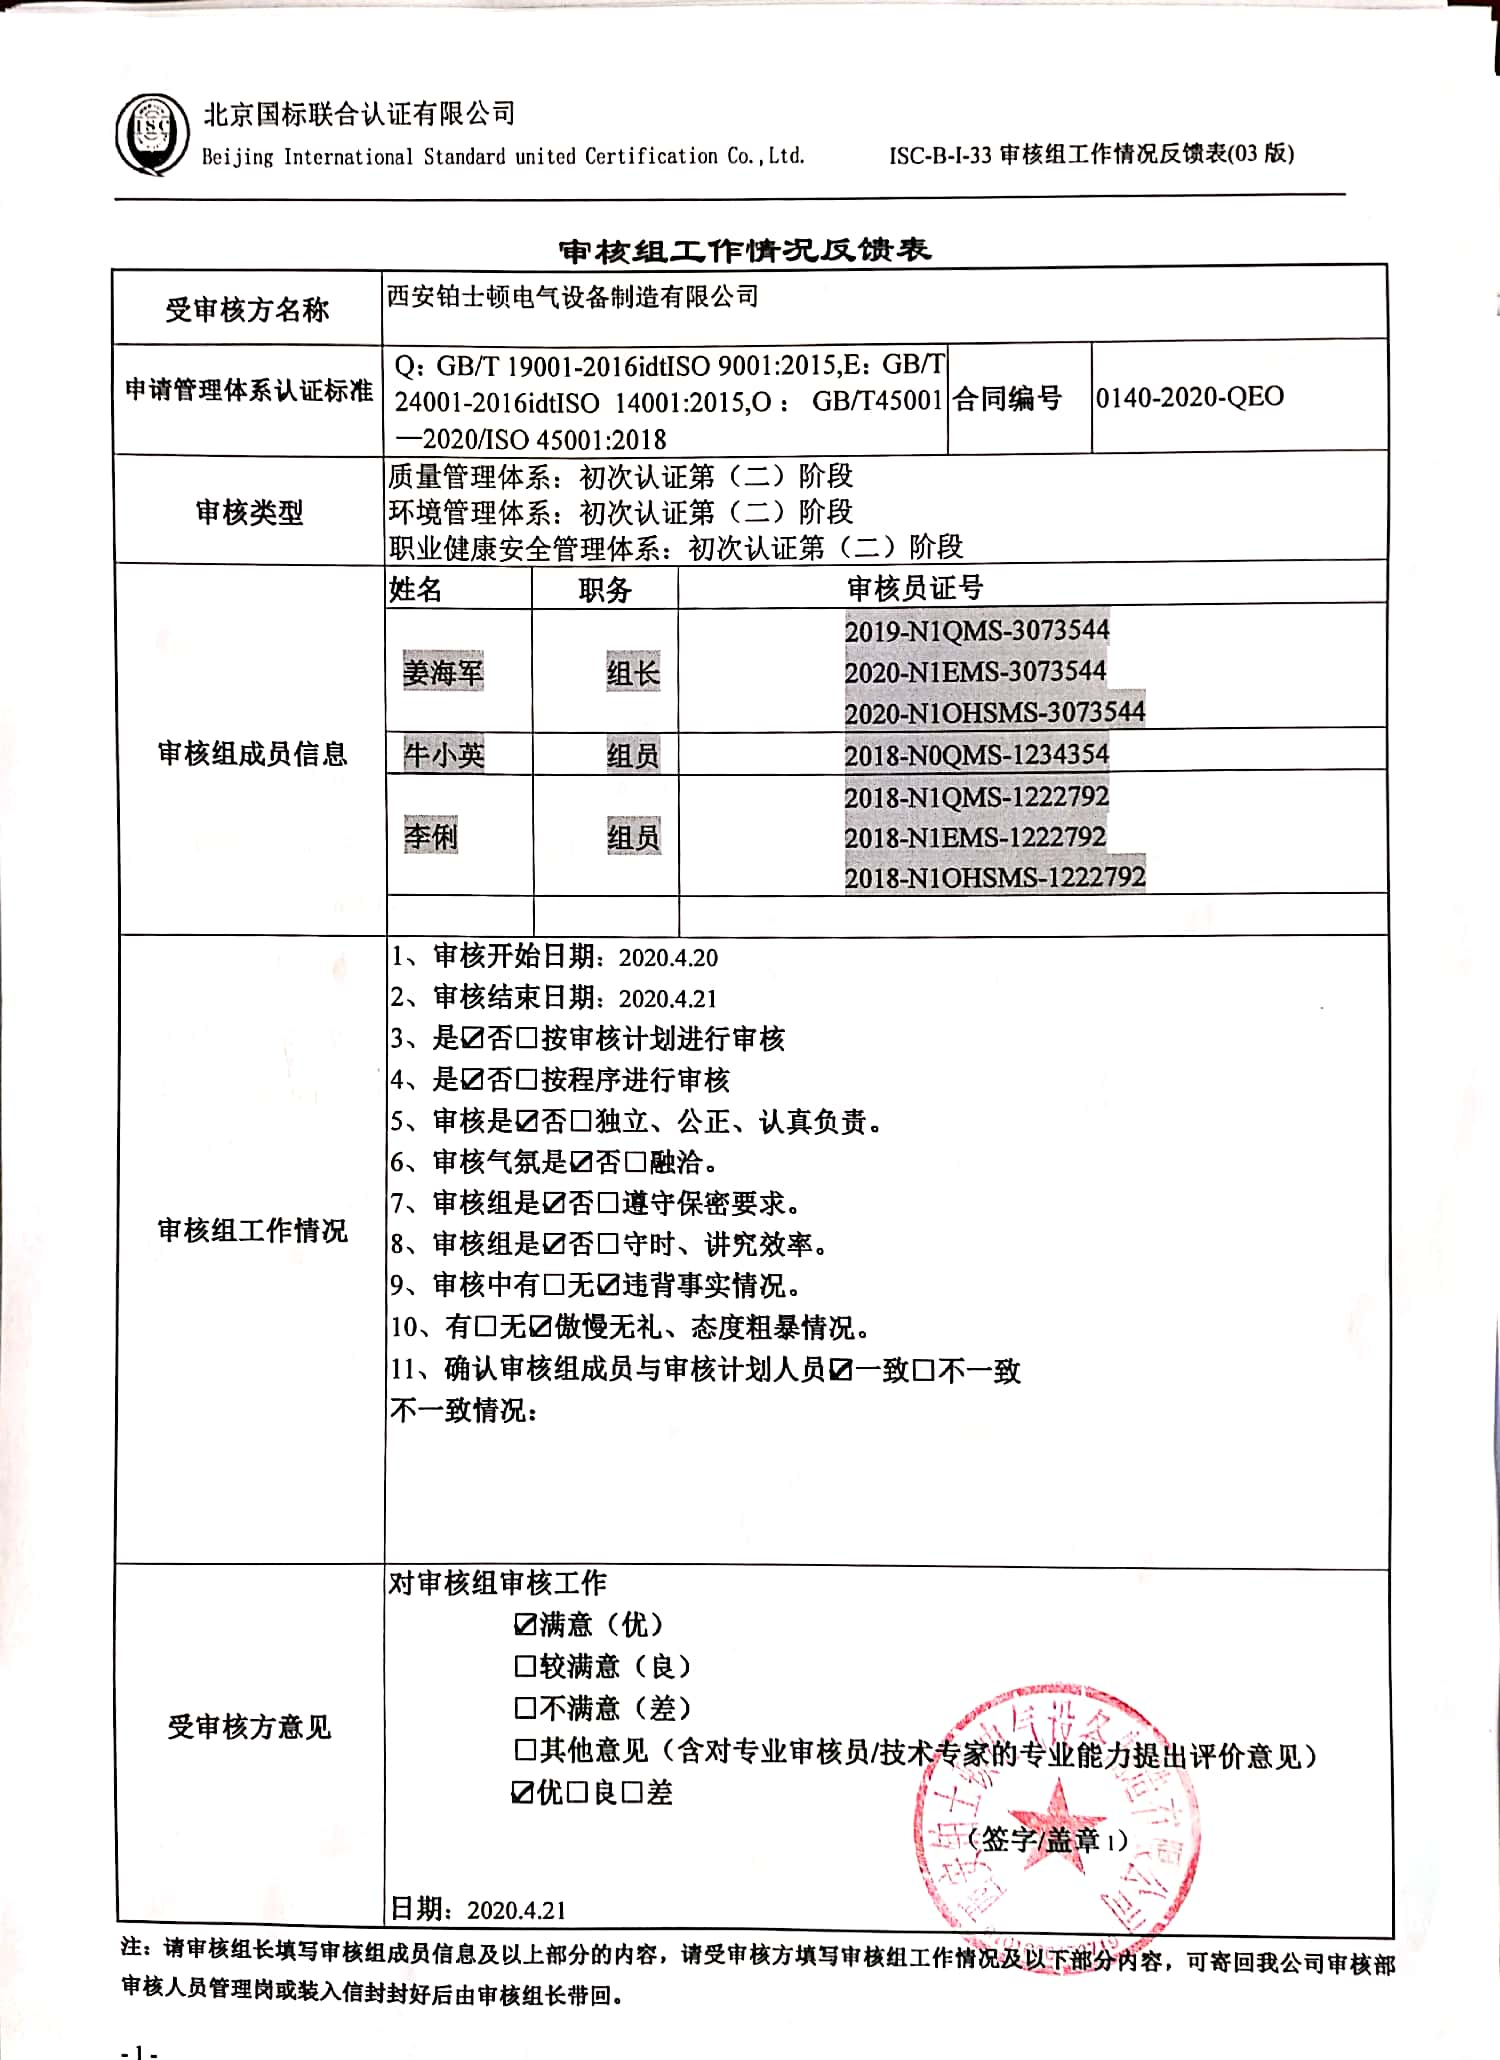 ISC
北京国标联合认证有限公司
Beijing International Standard united Certification Co.,Ltd.
ISC-B-I-33 审核组工作情况反馈表(03 版)
审核组工作情况反馈表
受审核方名称
西安铂士顿电气设备制造有限公司
申请管理体系认证标准
Q：GB/T 19001-2016idtISO 9001:2015,E：GB/T
24001-2016idtISO 14001:2015,O： GB/T45001
—2020/ISO 45001:2018
合同编号
0140-2020-QEO
审核类型
质量管理体系：初次认证第（二）阶段
环境管理体系：初次认证第（二）阶段
职业健康安全管理体系：初次认证第（二）阶段
审核组成员信息
姓名 职务 审核员证号
姜海军 组长
2019-N1QMS-3073544
2020-N1EMS-3073544
2020-N1OHSMS-3073544
牛小英 组员 2018-N0QMS-1234354
李俐 组员
2018-N1QMS-1222792
2018-N1EMS-1222792
2018-N1OHSMS-1222792
审核组工作情况
1、审核开始日期：2020.4.20
2、审核结束日期：2020.4.21
3、是☑否□按审核计划进行审核
4、是☑否□按程序进行审核
5、审核是☑否□独立、公正、认真负责。
6、审核气氛是☑否□融洽。
7、审核组是☑否□遵守保密要求。
8、审核组是☑否□守时、讲究效率。
9、审核中有□无☑违背事实情况。
10、有□无☑傲慢无礼、态度粗暴情况。
11、确认审核组成员与审核计划人员☑一致□不一致
不一致情况：
受审核方意见
对审核组审核工作
☑满意（优）
□较满意（良）
□不满意（差）
□其他意见（含对专业审核员/技术专家的专业能力提出评价意见）
☑优□良□差
（签字/盖章 1）
西安铂士顿电气设备制造有限公司
日期：2020.4.21
注：请审核组长填写审核组成员信息及以上部分的内容，请受审核方填写审核组工作情况及以下部分内容，可寄回我公司审核部
审核人员管理岗或装入信封封好后由审核组长带回。
- 1 -